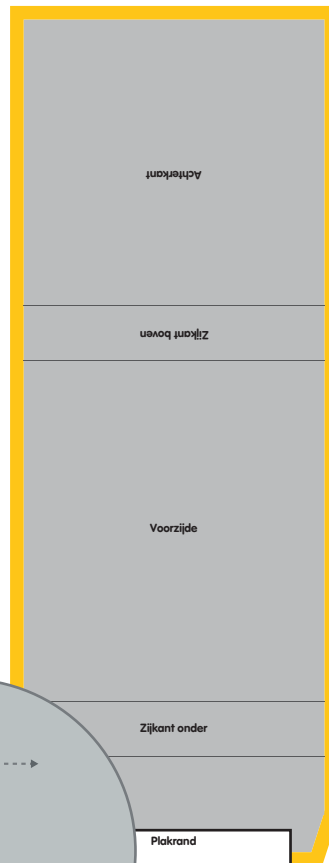 Achterkant
Zijkant boven
Voorzijde
Zijkant onder
Plakrand